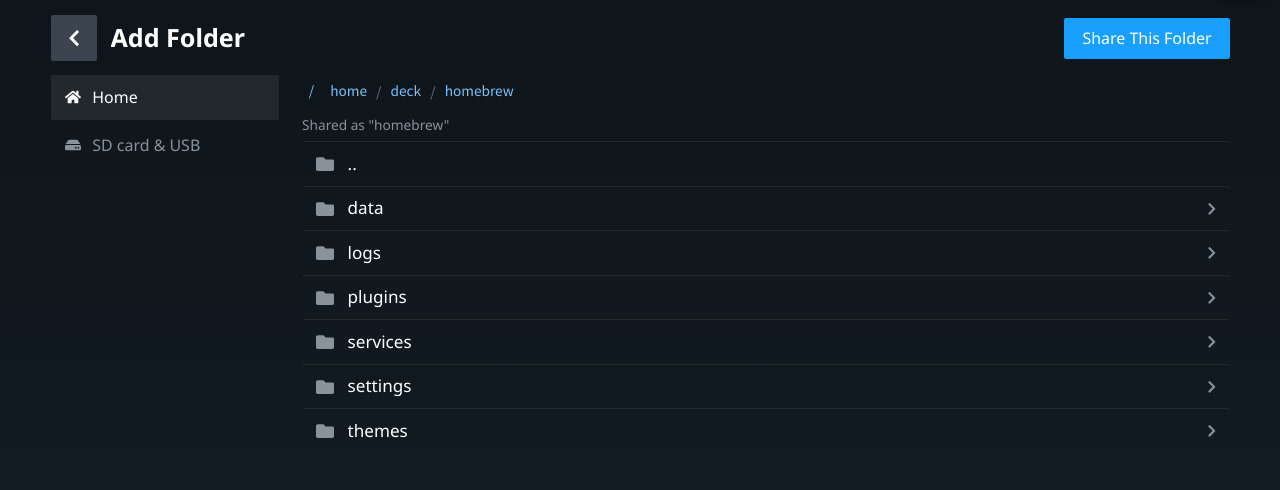 Add Folder
Share This Folder
Home
SD card & USB
/ home / deck / homebrew
Shared as "homebrew"
..
data
logs
plugins
services
settings
themes